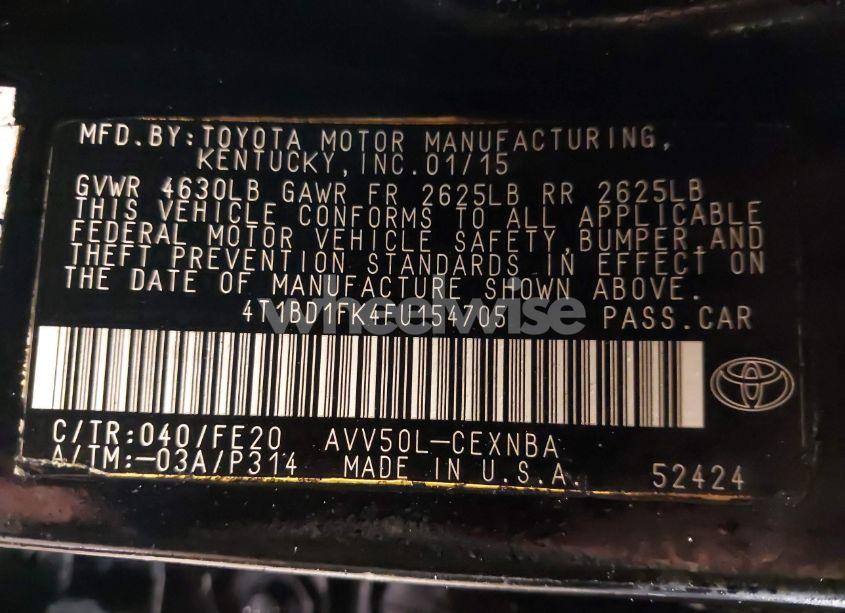 MFD.BY:TOYOTA MOTOR MANUFACTURING,
KENTUCKY,INC.01/15
GVWR 4630LB GAWR FR 2625LB RR 2625LB
THIS VEHICLE CONFORMS TO ALL APPLICABLE
FEDERAL MOTOR VEHICLE SAFETY,BUMPER,AND
THEFT PREVENTION STANDARDS IN EFFECT ON
THE DATE OF MANUFACTURE SHOWN ABOVE.
4T1BD1FK4FU154705 PASS.CAR
wheelwise
C/TR:040/FE20 AVV50L-CEXNBA
A/TM:-03A/P314 MADE IN U.S.A. 52424